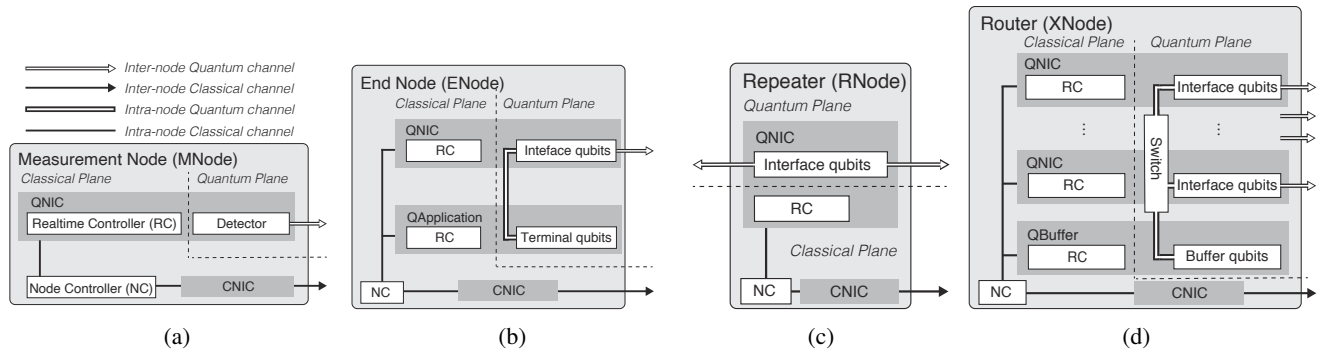 Inter-node Quantum channel
Inter-node Classical channel
Intra-node Quantum channel
Intra-node Classical channel
Measurement Node (MNode)
Classical Plane
Quantum Plane
QNIC
Realtime Controller (RC)
Detector
Node Controller (NC)
CNIC
(a)
End Node (ENode)
Classical Plane
Quantum Plane
QNIC
RC
Inteface qubits
QApplication
RC
Terminal qubits
NC
CNIC
(b)
Repeater (RNode)
Quantum Plane
QNIC
Interface qubits
RC
Classical Plane
NC
CNIC
(c)
Router (XNode)
Classical Plane
Quantum Plane
QNIC
RC
Interface qubits
⋮
⋮
Switch
QNIC
RC
Interface qubits
QBuffer
RC
Buffer qubits
NC
CNIC
(d)